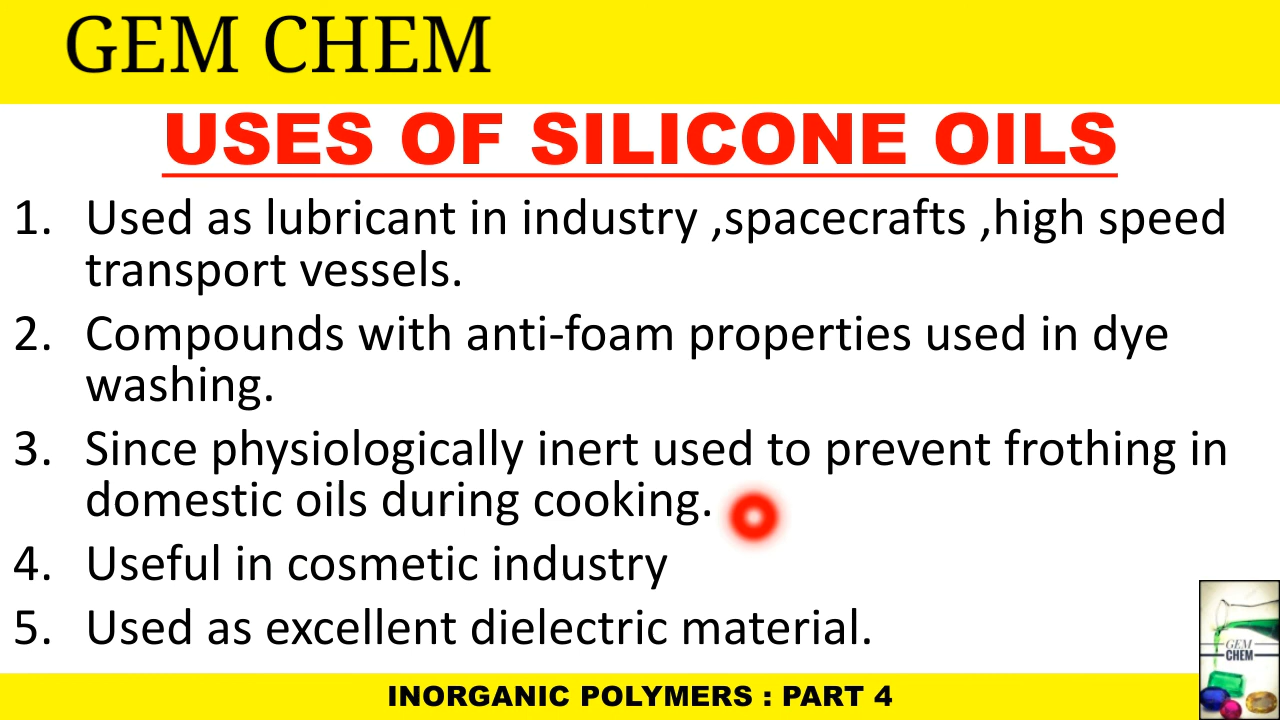 GEM CHEM
USES OF SILICONE OILS
1. Used as lubricant in industry ,spacecrafts ,high speed
transport vessels.
2. Compounds with anti-foam properties used in dye
washing.
3. Since physiologically inert used to prevent frothing in
domestic oils during cooking.
4. Useful in cosmetic industry
5. Used as excellent dielectric material.
GEM
CHEM
INORGANIC POLYMERS : PART 4